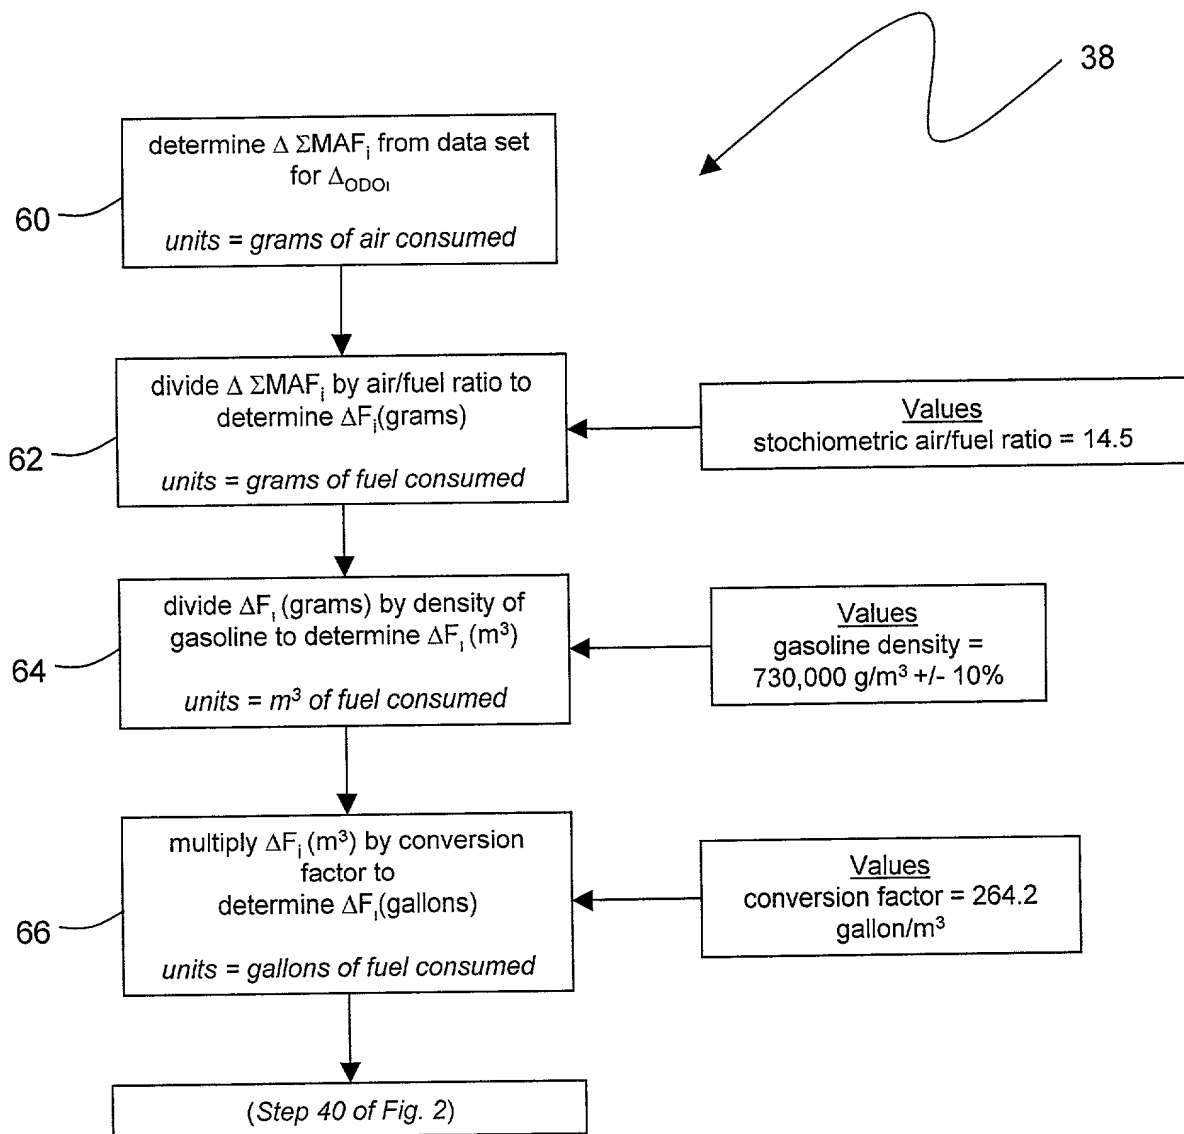 38
determine Δ ΣMAFᵢ from data set
for Δ_ODOI
60
units = grams of air consumed
divide Δ ΣMAFᵢ by air/fuel ratio to
determine ΔFᵢ(grams)
62
units = grams of fuel consumed
Values
stochiometric air/fuel ratio = 14.5
divide ΔFᵢ (grams) by density of
gasoline to determine ΔFᵢ (m³)
64
units = m³ of fuel consumed
Values
gasoline density =
730,000 g/m³ +/- 10%
multiply ΔFᵢ (m³) by conversion
factor to
determine ΔFᵢ(gallons)
66
units = gallons of fuel consumed
Values
conversion factor = 264.2
gallon/m³
(Step 40 of Fig. 2)